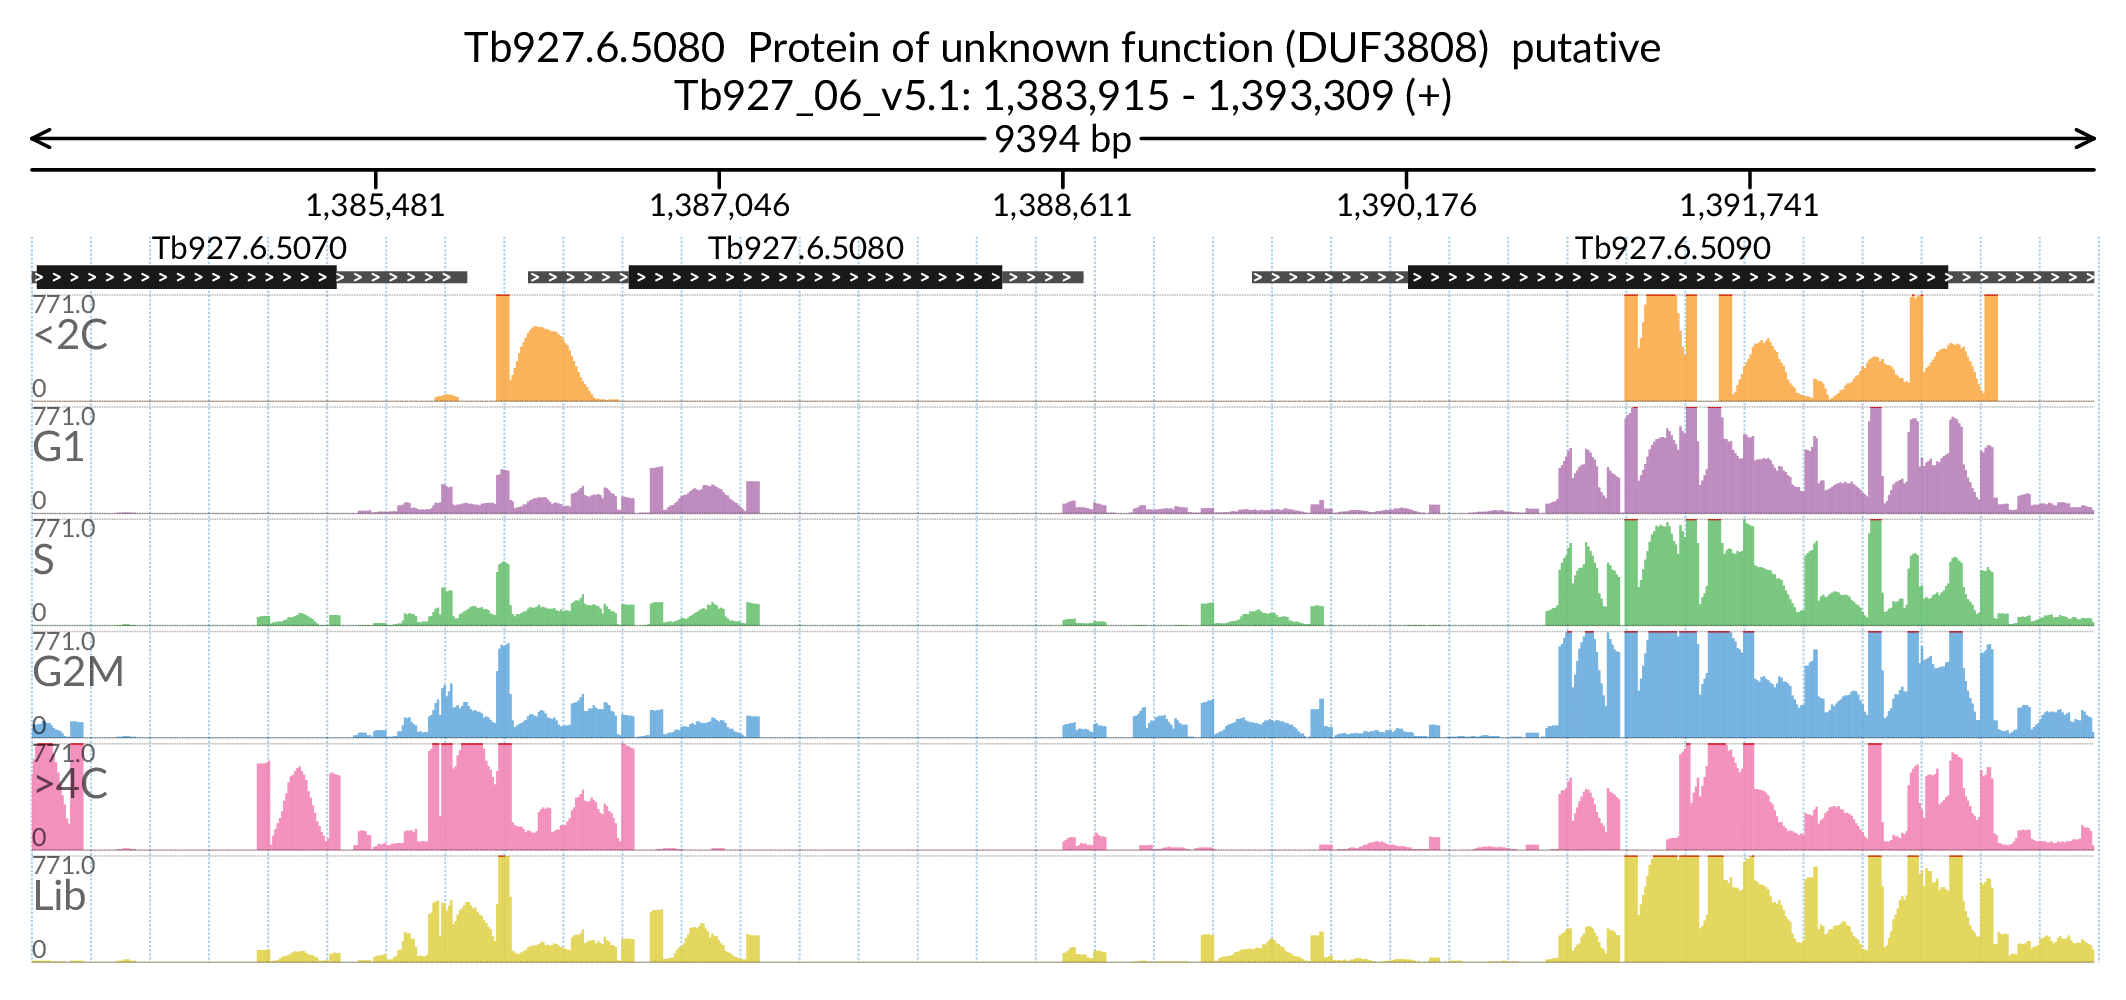 Tb927.6.5080  Protein of unknown function (DUF3808)  putative
Tb927_06_v5.1: 1,383,915 - 1,393,309 (+)
9394 bp
1,385,481 1,387,046 1,388,611 1,390,176 1,391,741
Tb927.6.5070 Tb927.6.5080 Tb927.6.5090
771.0
<2C
0
771.0
G1
0
771.0
S
0
771.0
G2M
0
771.0
>4C
0
771.0
Lib
0